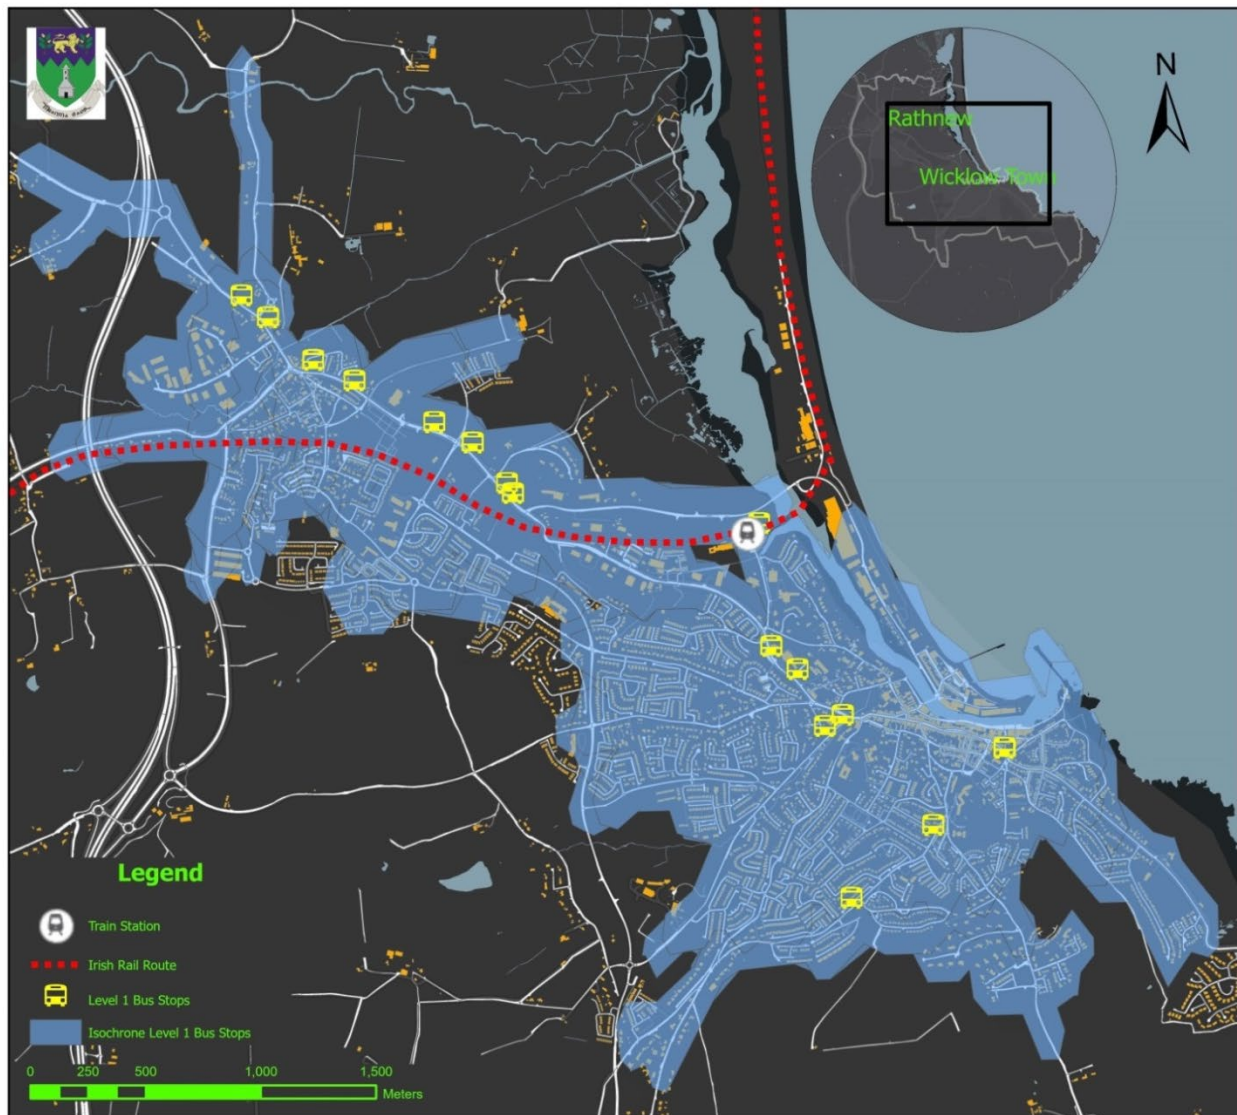 N
Rathnew
Wicklow Town
Legend
Train Station
Irish Rail Route
Level 1 Bus Stops
Isochrone Level 1 Bus Stops
0 250 500 1,000 1,500
Meters